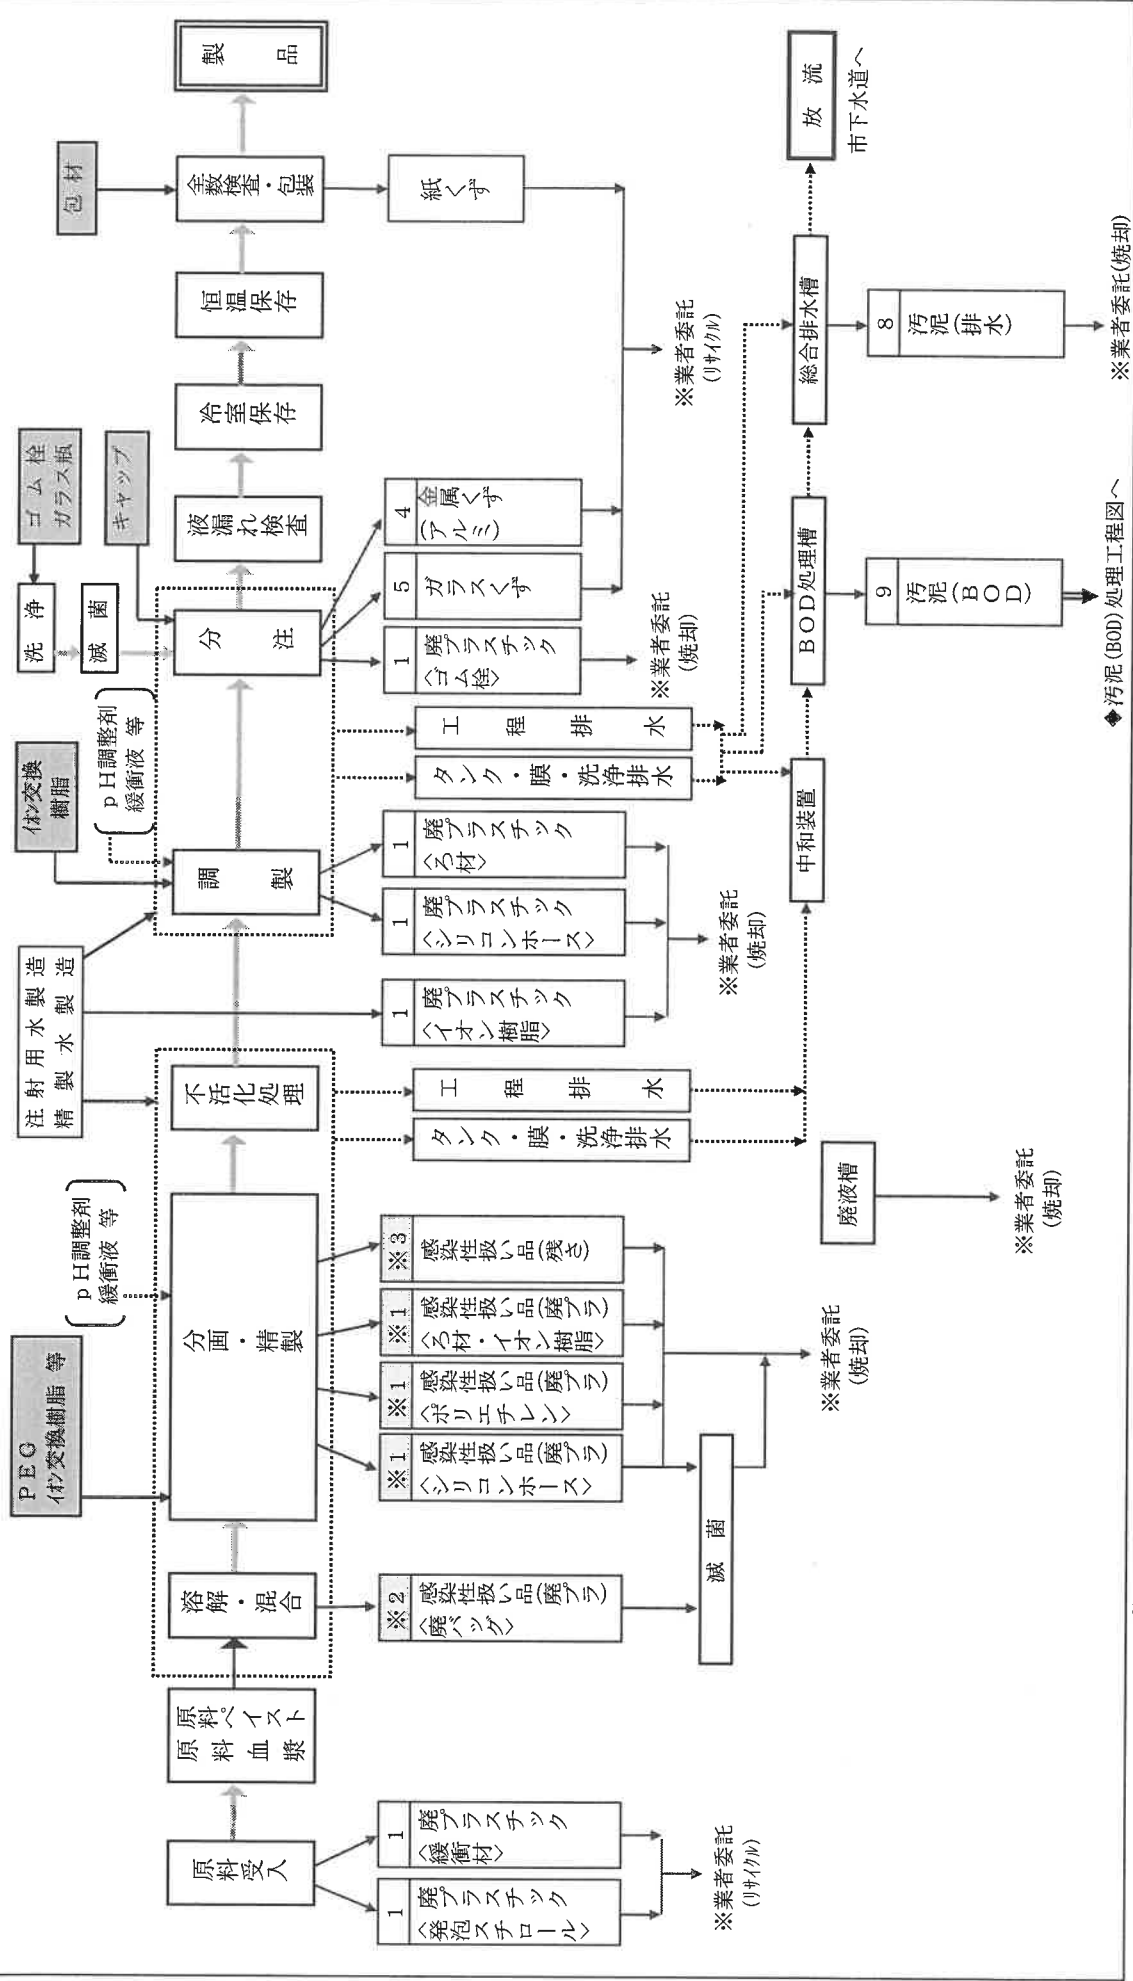 ＰＥＧ
ｲｵﾝ交換樹脂 等
ｐＨ調整剤
緩衝液 等
注射用水製造
精製水製造
ｲｵﾝ交換
樹脂
ｐＨ調整剤
緩衝液 等
洗浄
滅菌
ゴム栓
ガラス瓶
キャップ
包材
原料受入
原料ペイスト
原料血漿
溶解・混合
分画・精製
不活化処理
調製
分注
液漏れ検査
冷室保存
恒温保存
全数検査・包装
製品
1
廃プラスチック
〈発泡スチロール〉
1
廃プラスチック
〈緩衝材〉
※業者委託
(ﾘｻｲｸﾙ)
※2
感染性扱い品(廃プラ)
〈廃バッグ〉
※1
感染性扱い品(廃プラ)
〈シリコンホース〉
※1
感染性扱い品(廃プラ)
〈ポリエチレン〉
※1
感染性扱い品(廃プラ)
〈ろ材・イオン樹脂〉
※3
感染性扱い品(残さ)
滅菌
※業者委託
(焼却)
タンク・膜・洗浄排水
工程排水
1
廃プラスチック
〈イオン樹脂〉
1
廃プラスチック
〈シリコンホース〉
1
廃プラスチック
〈ろ材〉
※業者委託
(焼却)
タンク・膜・洗浄排水
工程排水
1
廃プラスチック
〈ゴム栓〉
※業者委託
(焼却)
5
ガラスくず
4
金属くず
(アルミ)
紙くず
※業者委託
(ﾘｻｲｸﾙ)
廃液槽
※業者委託
(焼却)
中和装置
ＢＯＤ処理槽
総合排水槽
放流
市下水道へ
9
汚泥(ＢＯＤ)
◆汚泥(BOD)処理工程図へ
8
汚泥(排水)
※業者委託(焼却)